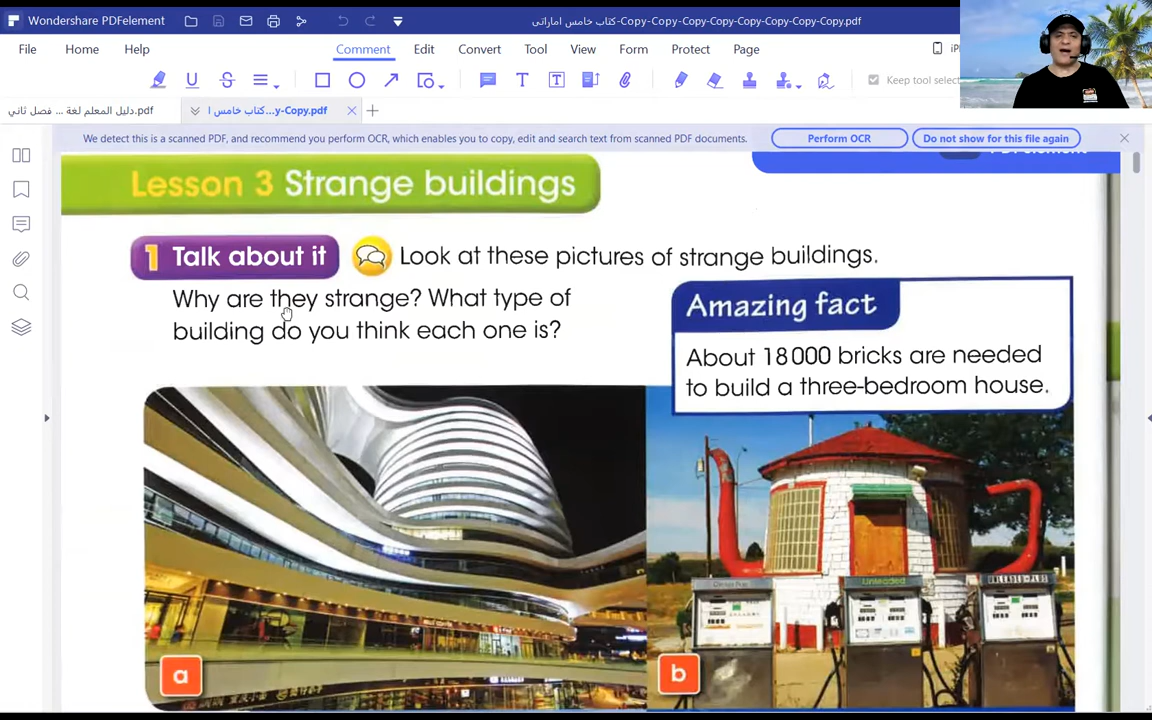 Wondershare PDFelement
كتاب خامس اماراتى-Copy-Copy-Copy-Copy-Copy-Copy-Copy.pdf
File Home Help Comment Edit Convert Tool View Form Protect Page
Keep tool selec
دليل المعلم لغة ... فصل ثاني.pdf
كتاب خامس ا...y-Copy.pdf
We detect this is a scanned PDF, and recommend you perform OCR, which enables you to copy, edit and search text from scanned PDF documents.
Perform OCR
Do not show for this file again
Lesson 3 Strange buildings
1 Talk about it Look at these pictures of strange buildings.
Why are they strange? What type of
building do you think each one is?
Amazing fact
About 18 000 bricks are needed
to build a three-bedroom house.
Unleaded
UNLEADED-PLUS
a
b